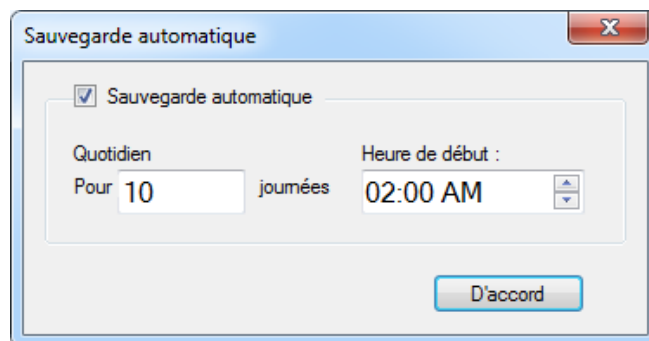 Sauvegarde automatique
Sauvegarde automatique
Quotidien
Heure de début :
Pour 10 journées
02:00 AM
D'accord